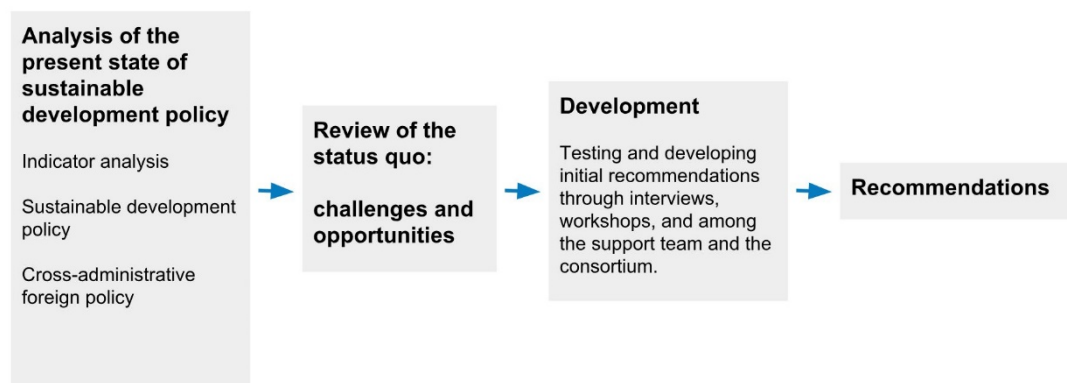 Analysis of the
present state of
sustainable
development policy
Indicator analysis
Sustainable development
policy
Cross-administrative
foreign policy
Review of the
status quo:
challenges and
opportunities
Development
Testing and developing
initial recommendations
through interviews,
workshops, and among
the support team and the
consortium.
Recommendations